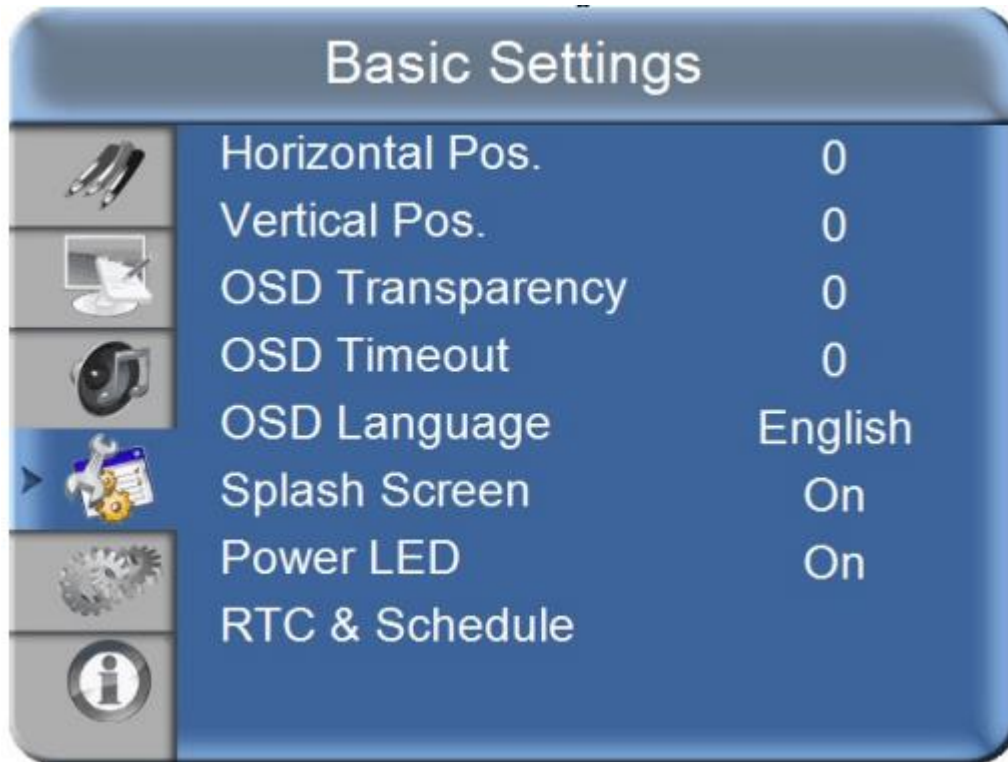 Basic Settings
Horizontal Pos. 0
Vertical Pos. 0
OSD Transparency 0
OSD Timeout 0
OSD Language English
Splash Screen On
Power LED On
RTC & Schedule